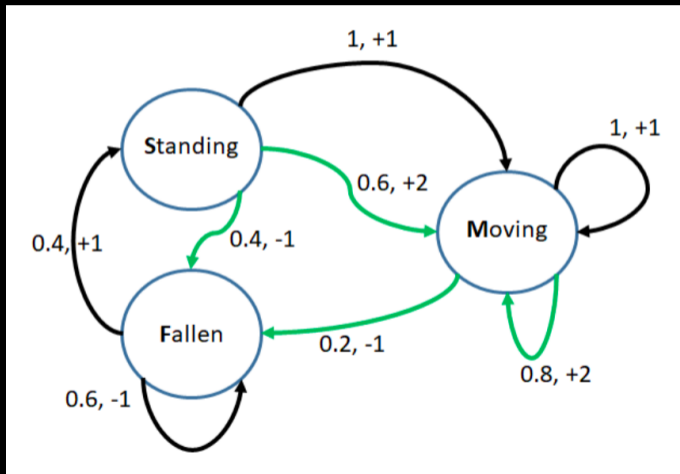 1, +1
1, +1
Standing
0.6, +2
Moving
0.4, +1
0.4, -1
Fallen
0.2, -1
0.8, +2
0.6, -1